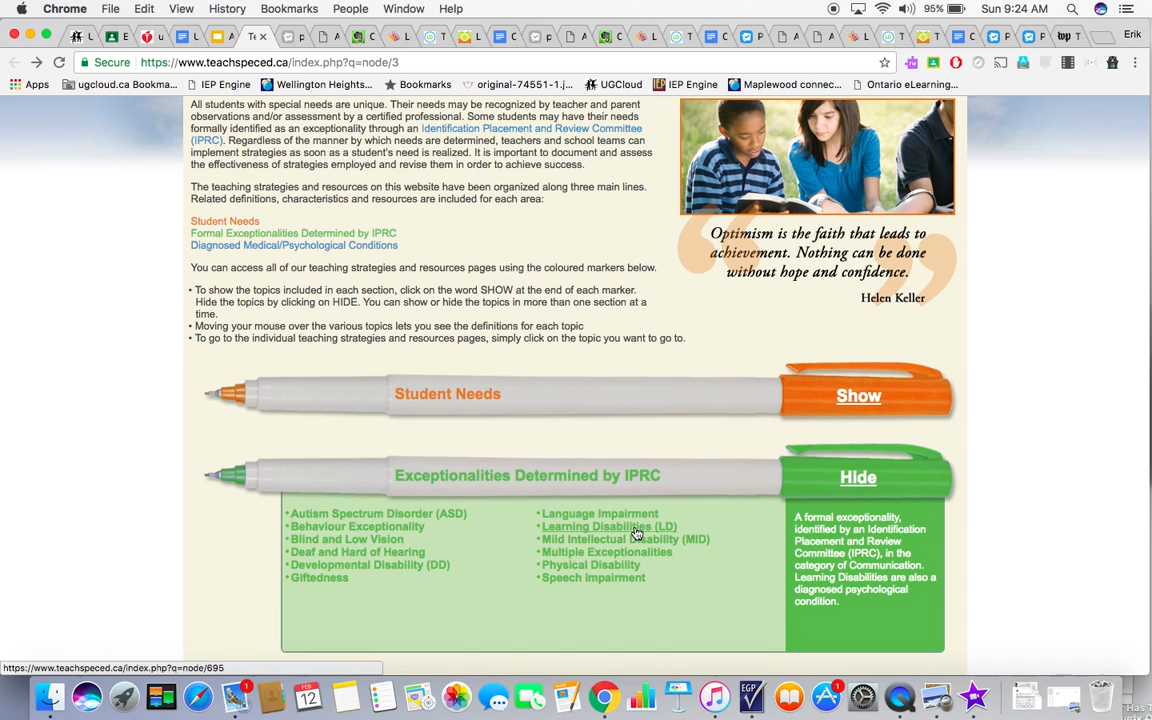 Chrome File Edit View History Bookmarks People Window Help 95% Sun 9:24 AM
Erik
Secure https://www.teachspeced.ca/index.php?q=node/3
Apps ugcloud.ca Bookma... IEP Engine Wellington Heights... Bookmarks original-74551-1.j... UGCloud IEP Engine Maplewood connec... Ontario eLearning...
All students with special needs are unique. Their needs may be recognized by teacher and parent
observations and/or assessment by a certified professional. Some students may have their needs
formally identified as an exceptionality through an Identification Placement and Review Committee
(IPRC). Regardless of the manner by which needs are determined, teachers and school teams can
implement strategies as soon as a student's need is realized. It is important to document and assess
the effectiveness of strategies employed and revise them in order to achieve success.
The teaching strategies and resources on this website have been organized along three main lines.
Related definitions, characteristics and resources are included for each area:
Student Needs
Formal Exceptionalities Determined by IPRC
Diagnosed Medical/Psychological Conditions
You can access all of our teaching strategies and resources pages using the coloured markers below.
• To show the topics included in each section, click on the word SHOW at the end of each marker.
Hide the topics by clicking on HIDE. You can show or hide the topics in more than one section at a
time.
• Moving your mouse over the various topics lets you see the definitions for each topic
• To go to the individual teaching strategies and resources pages, simply click on the topic you want to go to.
Optimism is the faith that leads to
achievement. Nothing can be done
without hope and confidence.
Helen Keller
Student Needs
Show
Exceptionalities Determined by IPRC
Hide
• Autism Spectrum Disorder (ASD)
• Behaviour Exceptionality
• Blind and Low Vision
• Deaf and Hard of Hearing
• Developmental Disability (DD)
• Giftedness
• Language Impairment
• Learning Disabilities (LD)
• Mild Intellectual Disability (MID)
• Multiple Exceptionalities
• Physical Disability
• Speech Impairment
A formal exceptionality,
identified by an Identification
Placement and Review
Committee (IPRC), in the
category of Communication.
Learning Disabilities are also a
diagnosed psychological
condition.
https://www.teachspeced.ca/index.php?q=node/695
FEB
12
EGP